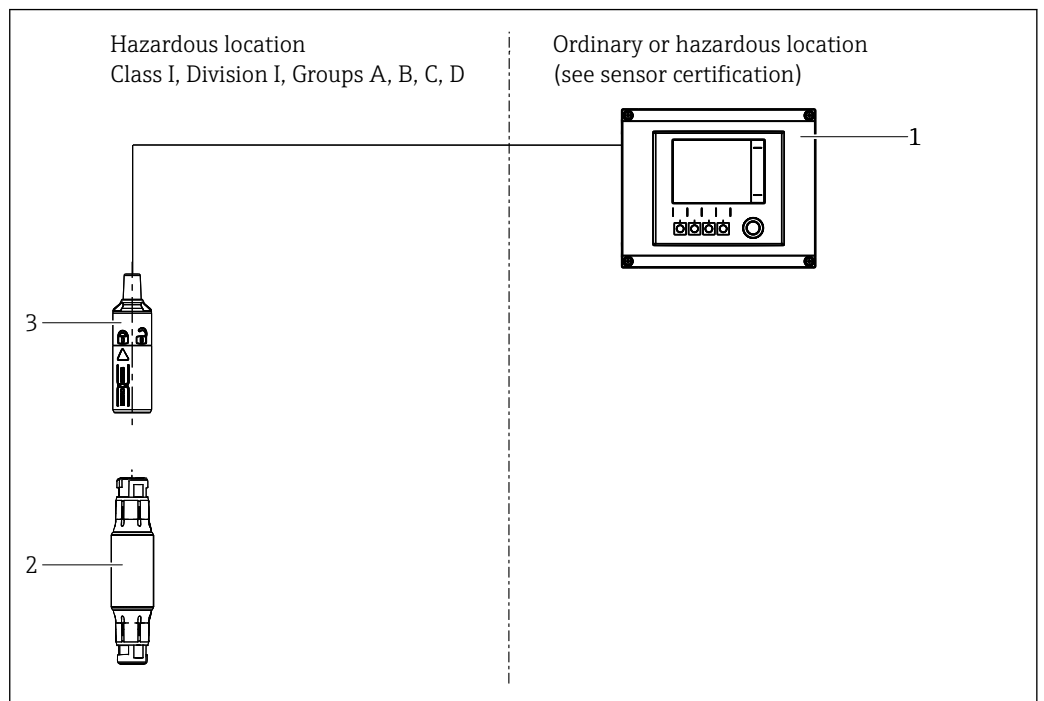 Hazardous location
Class I, Division I, Groups A, B, C, D
Ordinary or hazardous location
(see sensor certification)
1
3
2